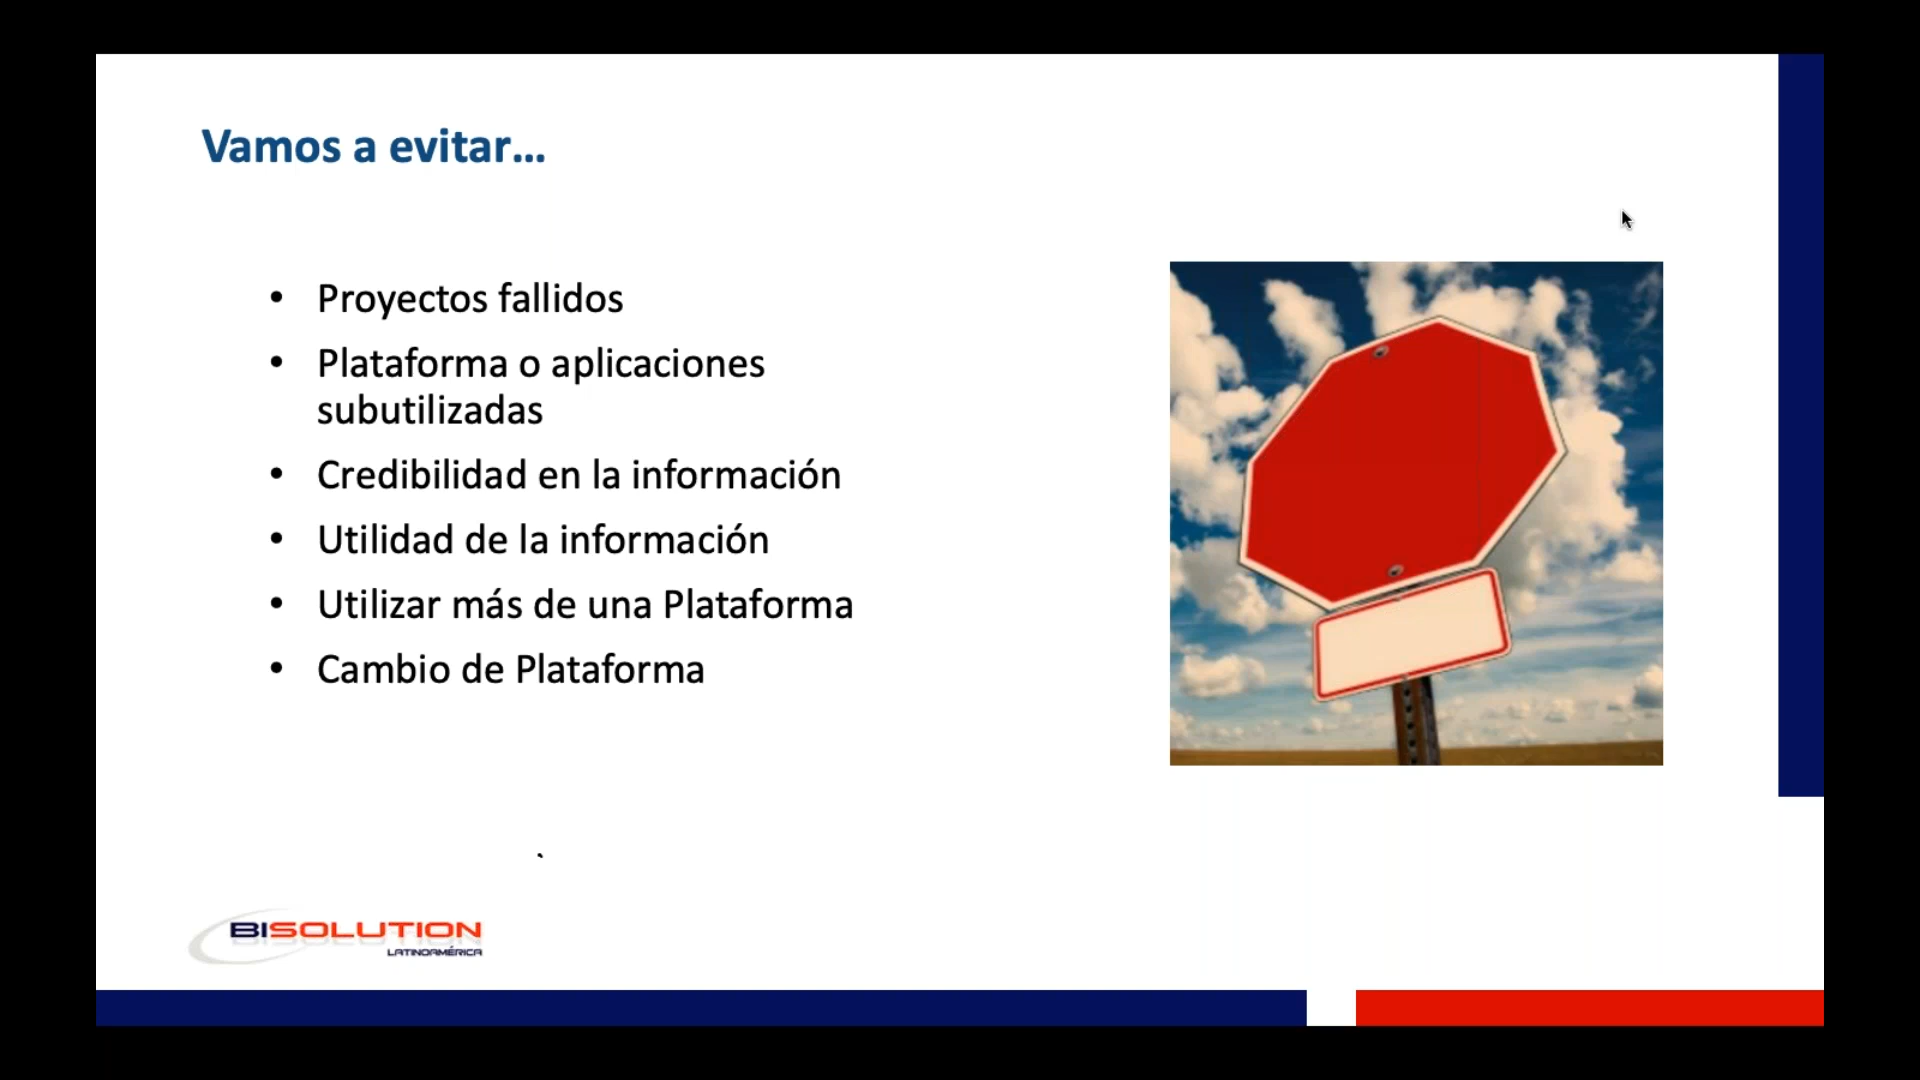 Vamos a evitar...
• Proyectos fallidos
• Plataforma o aplicaciones
subutilizadas
• Credibilidad en la información
• Utilidad de la información
• Utilizar más de una Plataforma
• Cambio de Plataforma
BISOLUTION
LATINOAMÉRICA